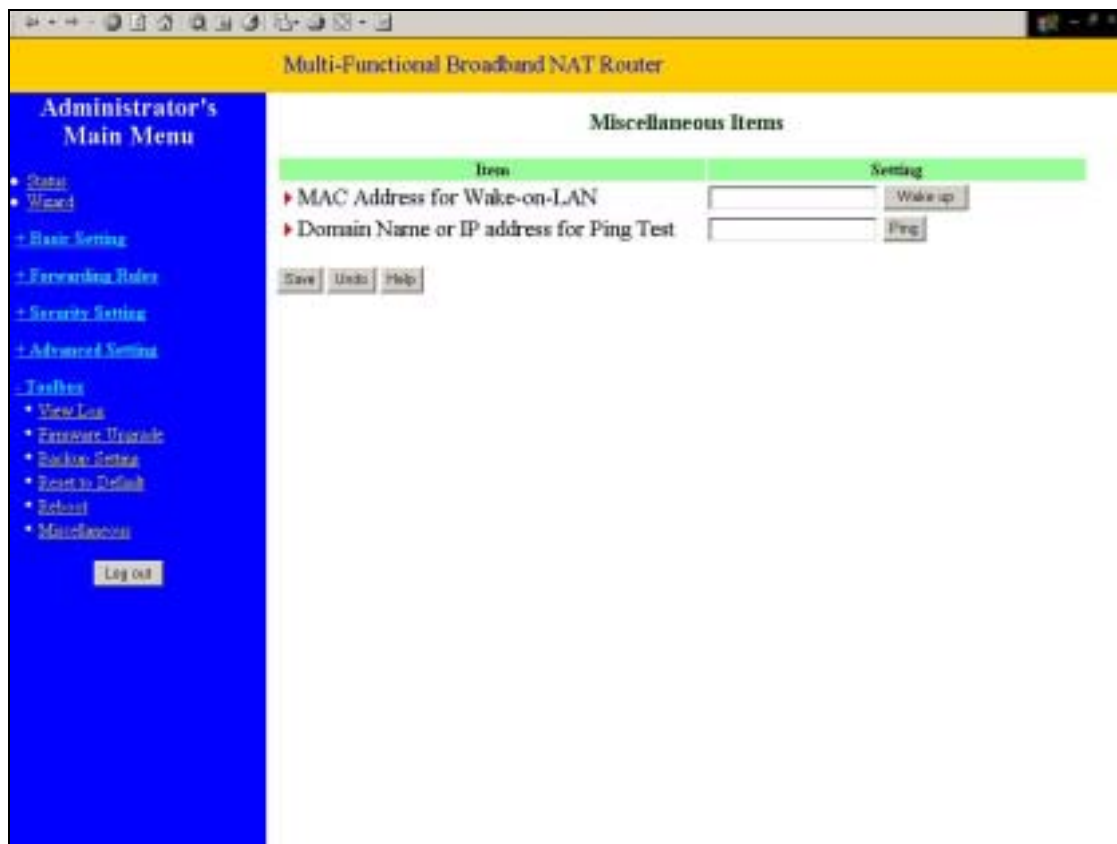 Multi-Functional Broadband NAT Router
Administrator's
Main Menu
Status
Wizard
+ Basic Setting
+ Forwarding Rules
+ Security Setting
+ Advanced Setting
- Toolbox
View Log
Firmware Upgrade
Backup Setting
Reset to Default
Reboot
Miscellaneous
Log out
Miscellaneous Items
Item Setting
MAC Address for Wake-on-LAN Wake up
Domain Name or IP address for Ping Test Ping
Save Undo Help